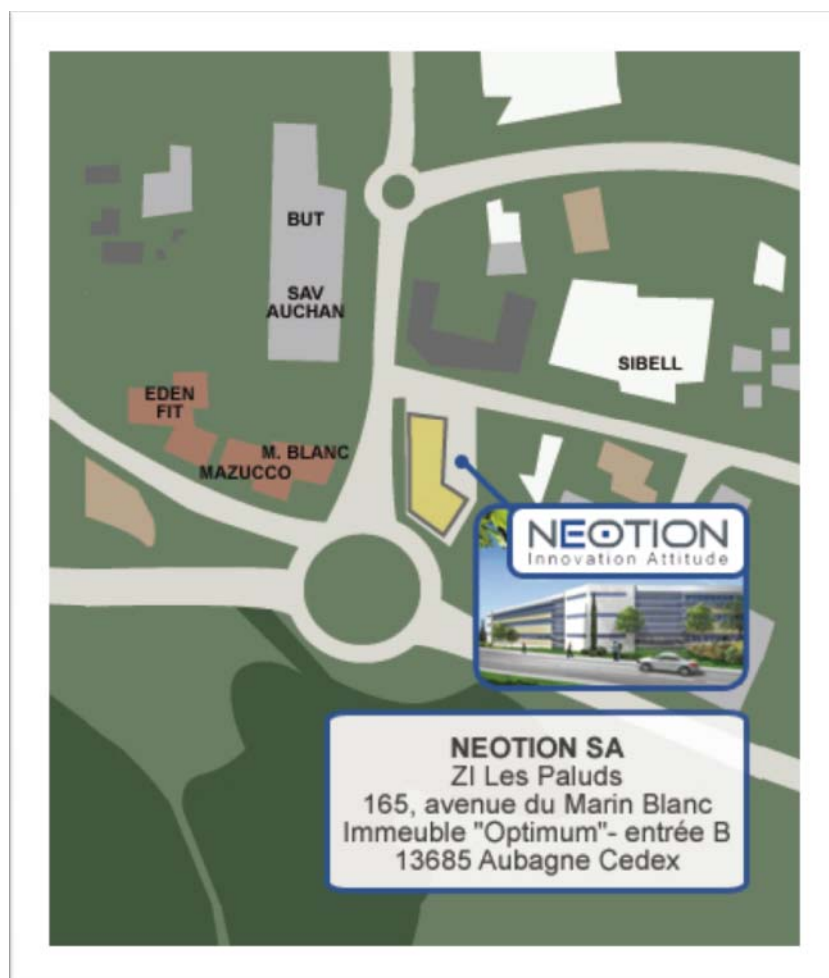 BUT
SAV
AUCHAN
SIBELL
EDEN
FIT
M. BLANC
MAZUCCO
NEOTION
Innovation Attitude
NEOTION SA
ZI Les Paluds
165, avenue du Marin Blanc
Immeuble "Optimum"- entrée B
13685 Aubagne Cedex